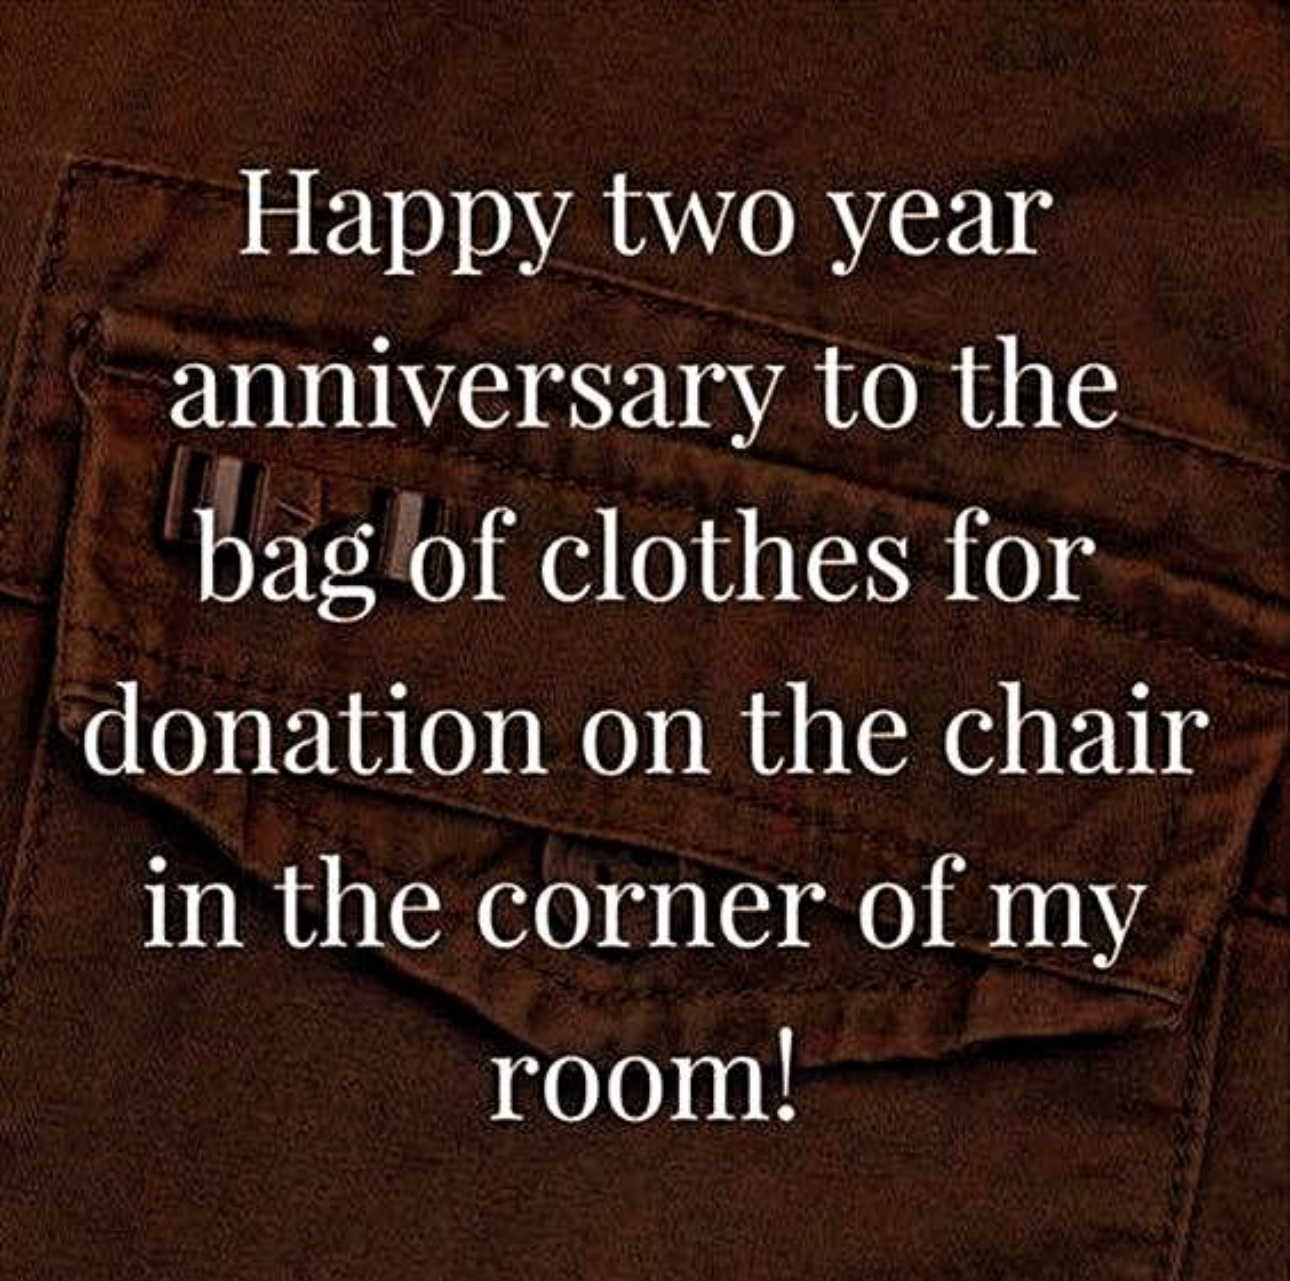 Happy two year
anniversary to the
bag of clothes for
donation on the chair
in the corner of my
room!